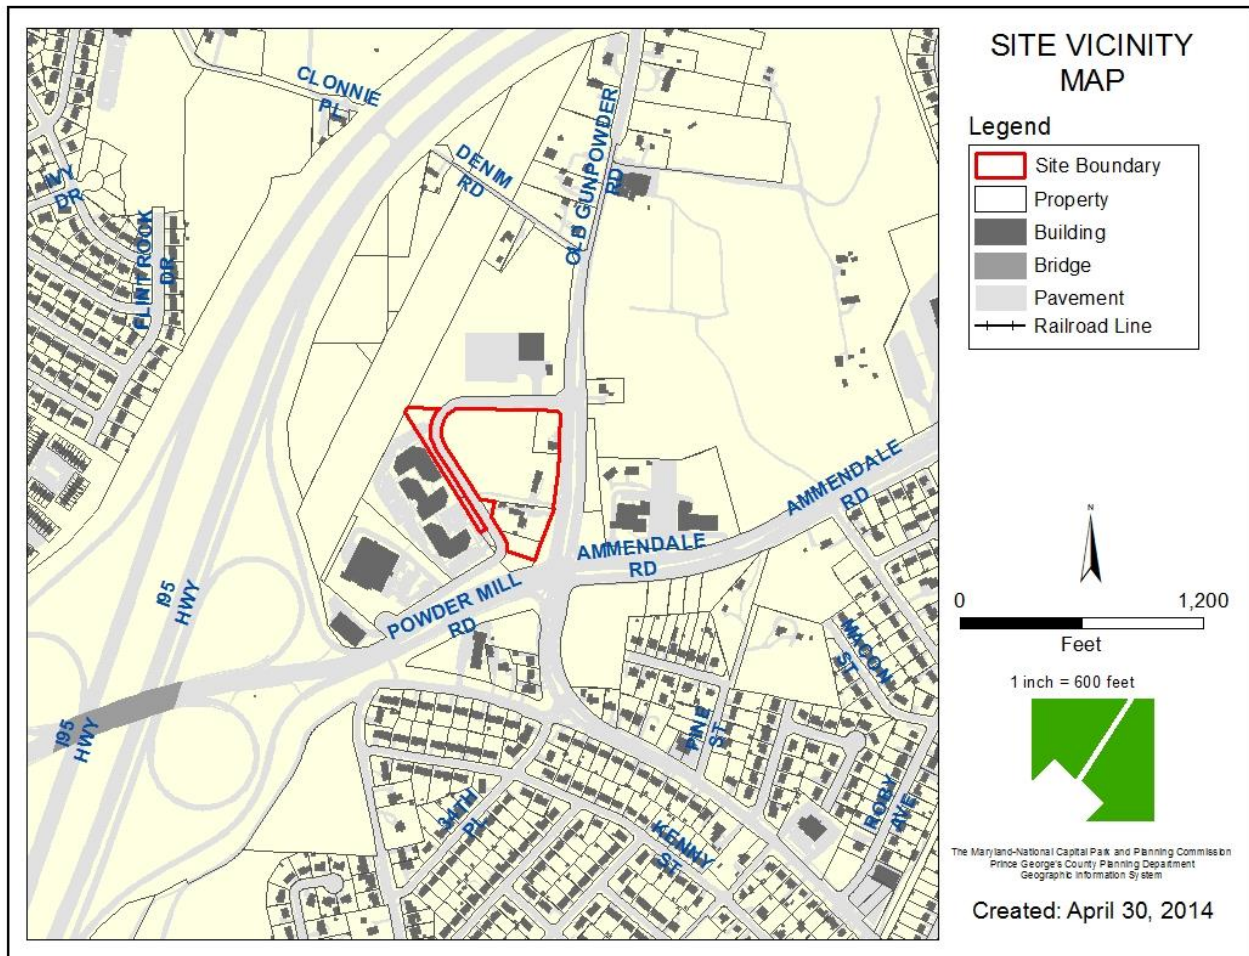 SITE VICINITY
MAP
Legend
Site Boundary
Property
Building
Bridge
Pavement
Railroad Line
CLONNIE
PL
DENIM
RD
OLD GUNPOWDER
RD
IVY
DR
FLINT ROCK
DR
AMMENDALE
RD
AMMENDALE
RD
POWDER MILL
RD
I95
HWY
I95
HWY
MACON
ST
PINE
ST
ROBY
AVE
34TH
PL
KENNY
ST
N
0 1,200
Feet
1 inch = 600 feet
The Maryland-National Capital Park and Planning Commission
Prince George's County Planning Department
Geographic Information System
Created: April 30, 2014